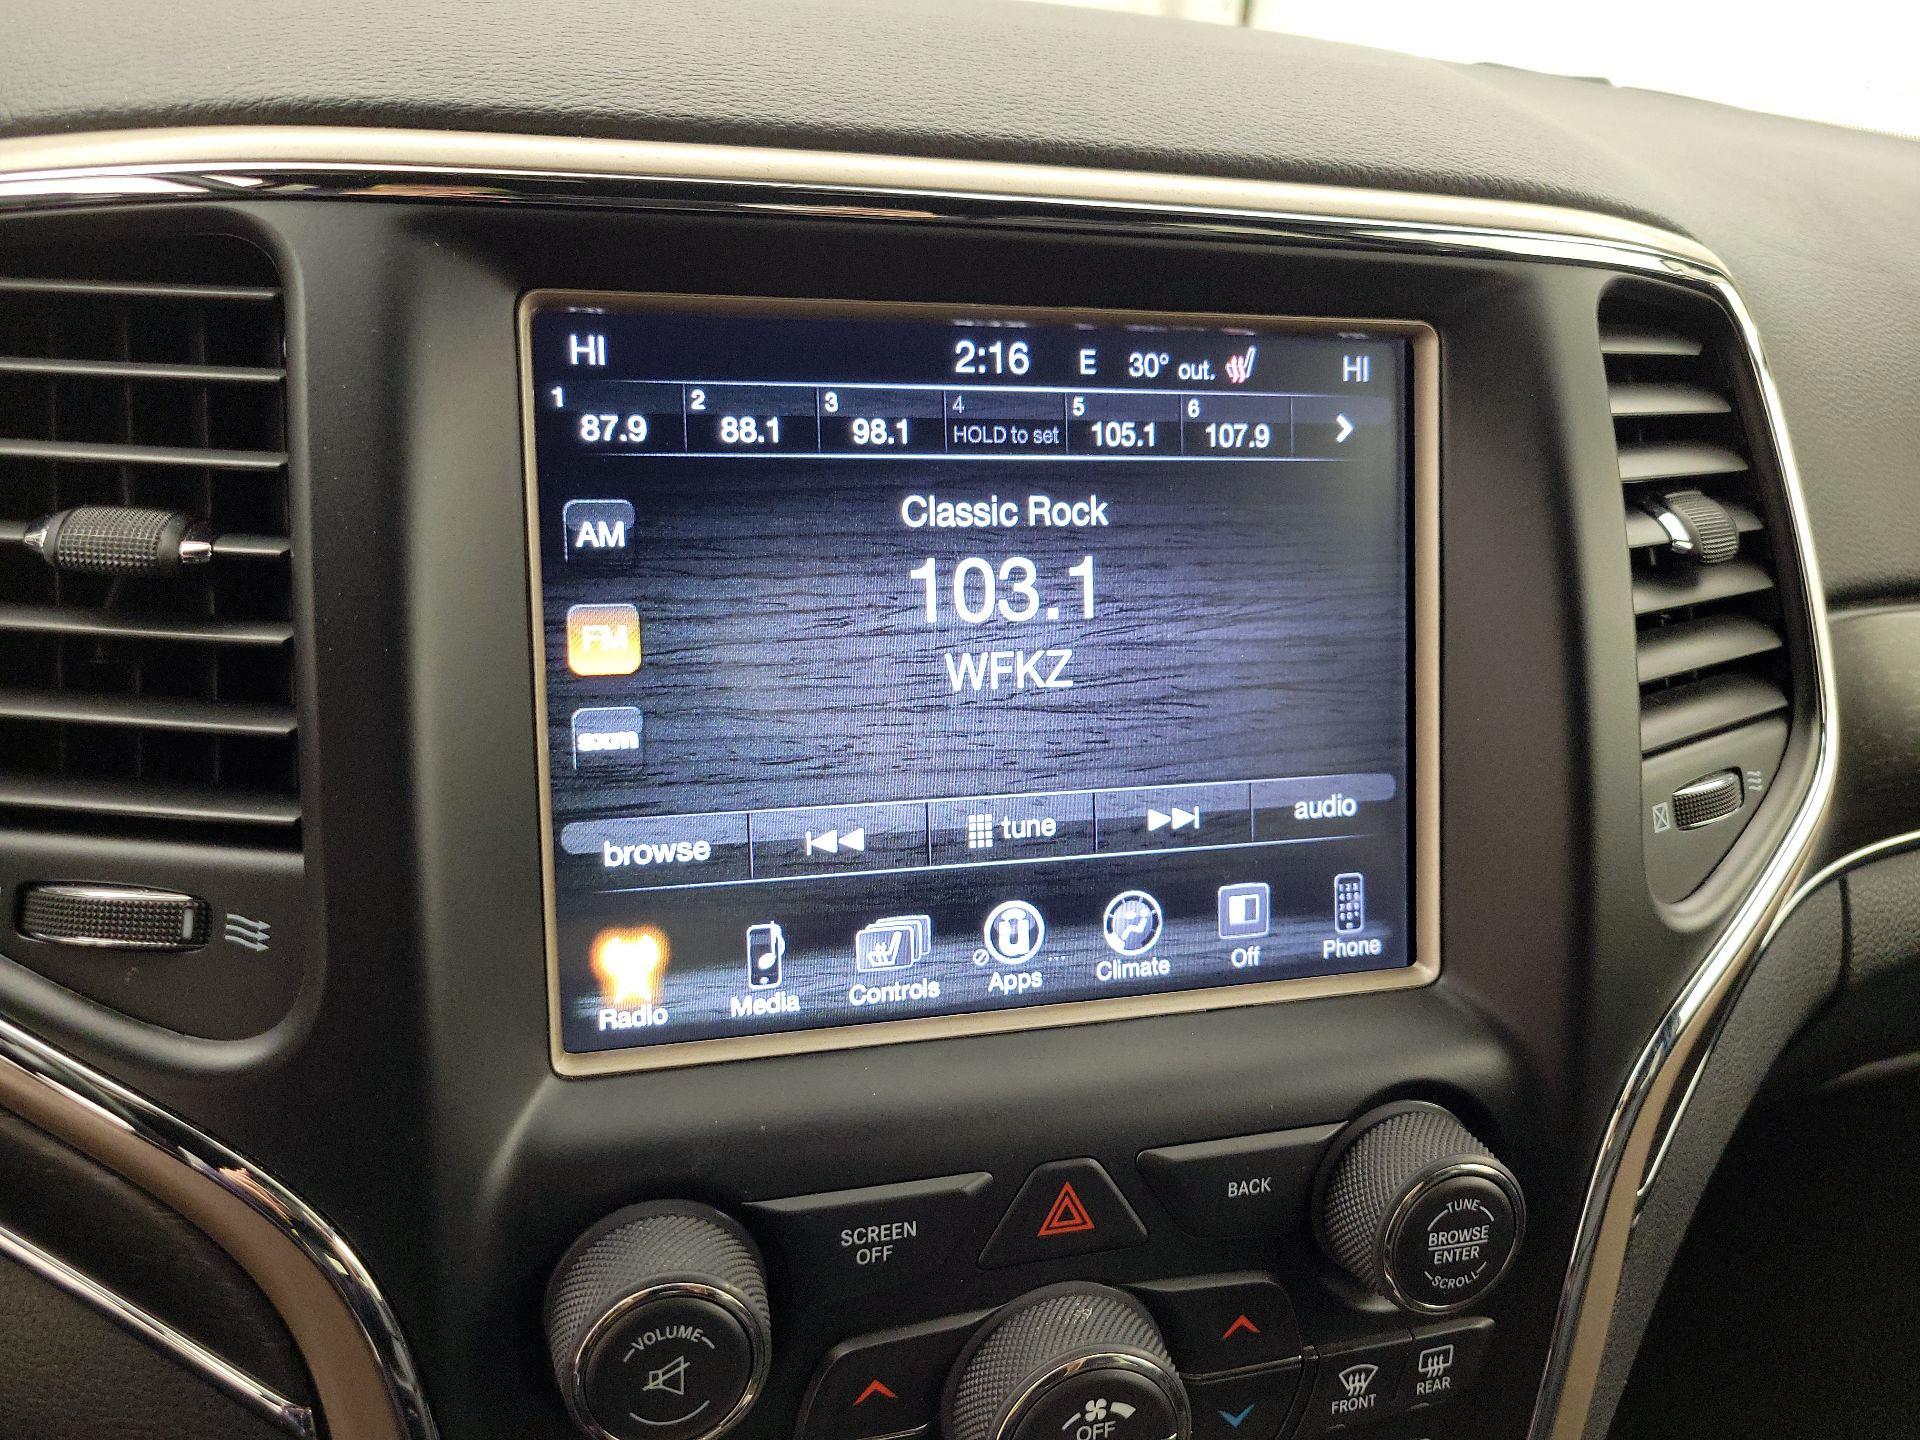 HI 2:16 E 30° out. HI
1 2 3 4 5 6
87.9 88.1 98.1 HOLD to set 105.1 107.9
Classic Rock
AM
103.1
FM
WFKZ
sxm
browse tune audio
Radio Media Controls Apps Climate Off Phone
SCREEN OFF
BACK
TUNE
BROWSE
ENTER
SCROLL
VOLUME
FRONT
REAR
OFF